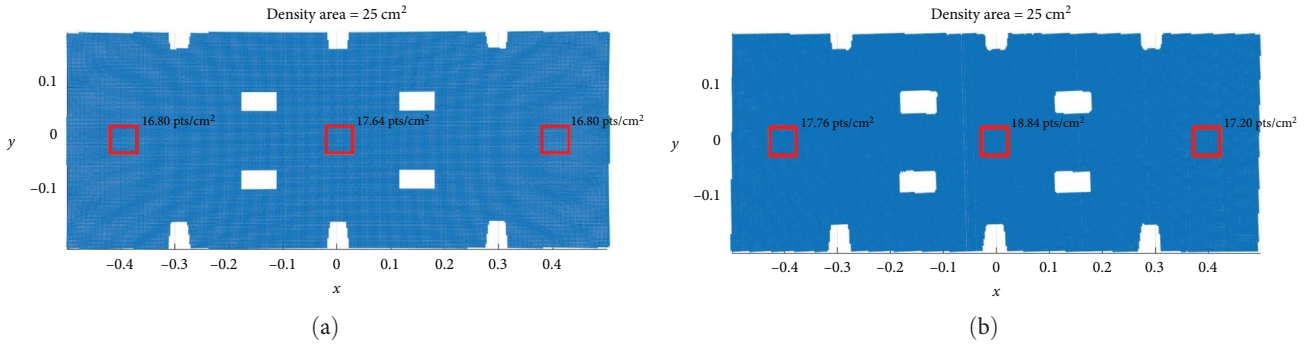 Density area = 25 cm²
0.1
0
−0.1
y
16.80 pts/cm²
17.64 pts/cm²
16.80 pts/cm²
−0.4 −0.3 −0.2 −0.1 0 0.1 0.2 0.3 0.4
x
(a)
Density area = 25 cm²
0.1
0
−0.1
y
17.76 pts/cm²
18.84 pts/cm²
17.20 pts/cm²
−0.4 −0.3 −0.2 −0.1 0 0.1 0.2 0.3 0.4
x
(b)